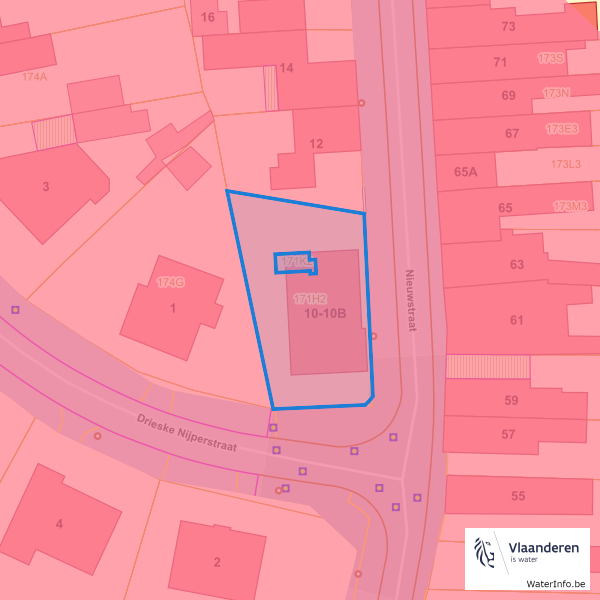 16
73
173S
71
14
174A
69
173N
67
173E3
12
65A
173L3
3
65
173M3
63
171K
174G
171H2
1
10-10B
Nieuwstraat
61
59
Drieske Nijperstraat
57
55
4
2
Vlaanderen
is water
WaterInfo.be